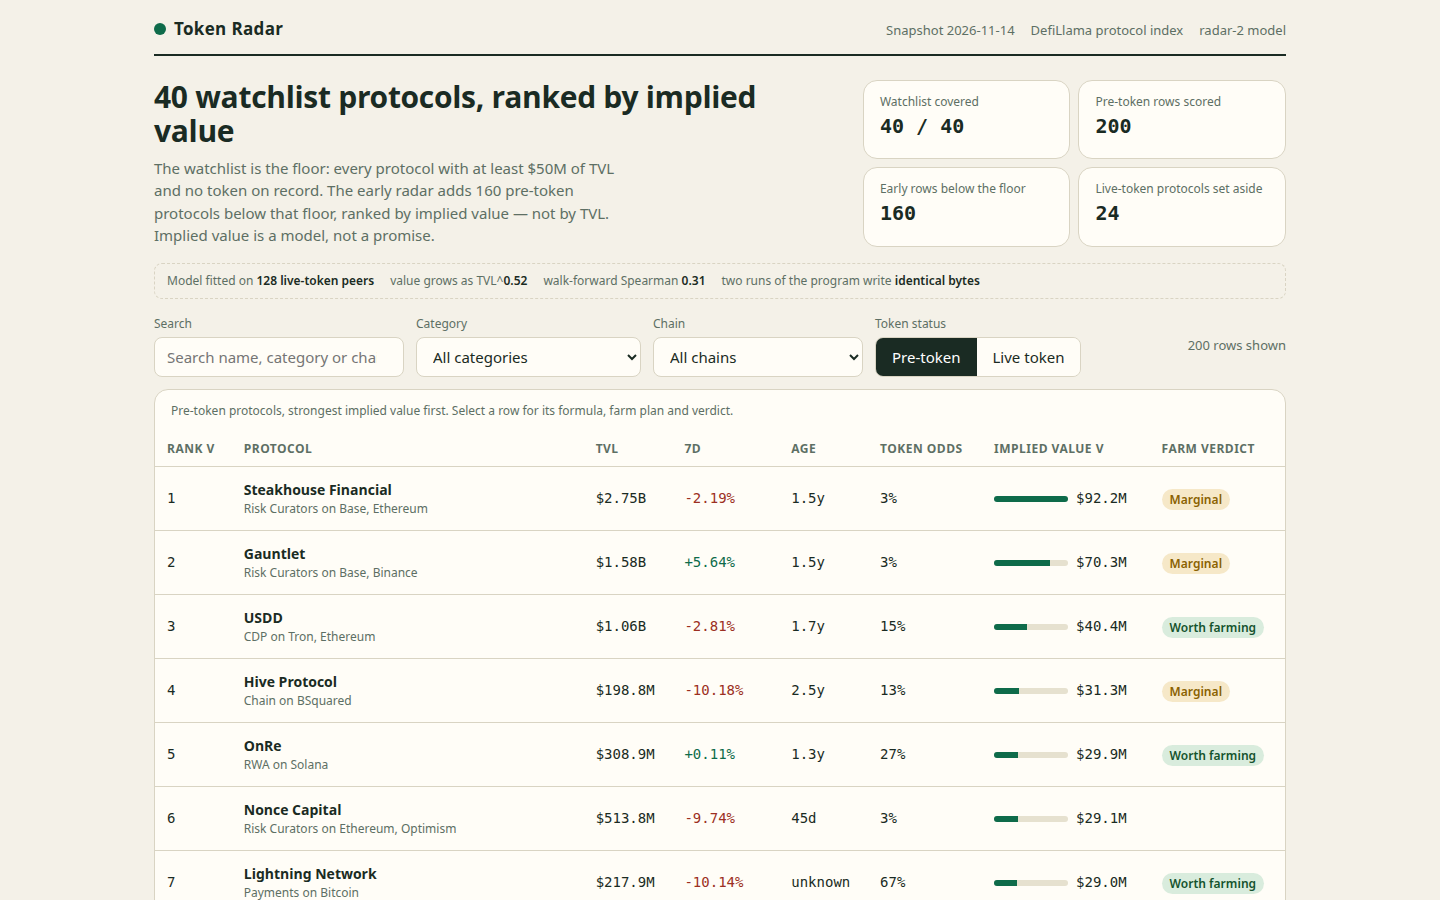 Token Radar
Snapshot 2026-11-14 DefiLlama protocol index radar-2 model
40 watchlist protocols, ranked by implied
value
The watchlist is the floor: every protocol with at least $50M of TVL
and no token on record. The early radar adds 160 pre-token
protocols below that floor, ranked by implied value — not by TVL.
Implied value is a model, not a promise.
Watchlist covered
40 / 40
Pre-token rows scored
200
Early rows below the floor
160
Live-token protocols set aside
24
Model fitted on 128 live-token peers value grows as TVL^0.52 walk-forward Spearman 0.31 two runs of the program write identical bytes
Search
Search name, category or cha
Category
All categories
Chain
All chains
Token status
Pre-token Live token
200 rows shown
Pre-token protocols, strongest implied value first. Select a row for its formula, farm plan and verdict.
RANK V PROTOCOL TVL 7D AGE TOKEN ODDS IMPLIED VALUE V FARM VERDICT
1 Steakhouse Financial $2.75B -2.19% 1.5y 3% $92.2M Marginal
Risk Curators on Base, Ethereum
2 Gauntlet $1.58B +5.64% 1.5y 3% $70.3M Marginal
Risk Curators on Base, Binance
3 USDD $1.06B -2.81% 1.7y 15% $40.4M Worth farming
CDP on Tron, Ethereum
4 Hive Protocol $198.8M -10.18% 2.5y 13% $31.3M Marginal
Chain on BSquared
5 OnRe $308.9M +0.11% 1.3y 27% $29.9M Worth farming
RWA on Solana
6 Nonce Capital $513.8M -9.74% 45d 3% $29.1M
Risk Curators on Ethereum, Optimism
7 Lightning Network $217.9M -10.14% unknown 67% $29.0M Worth farming
Payments on Bitcoin